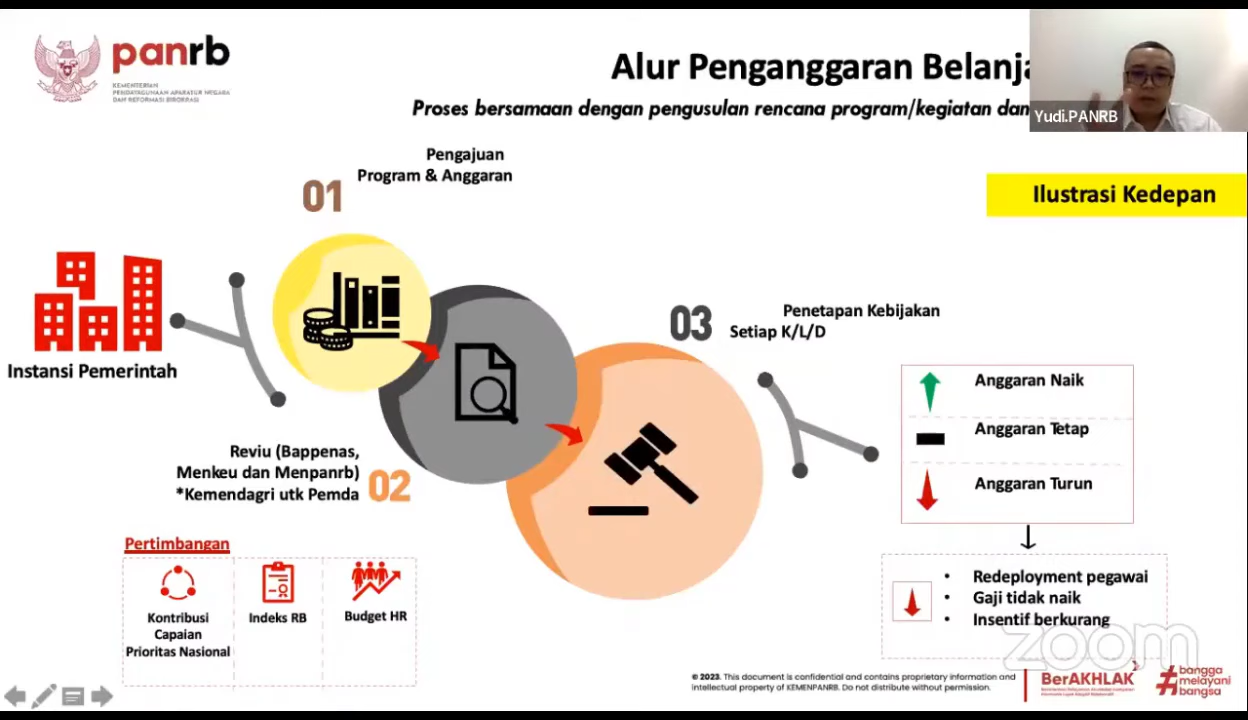 panrb
KEMENTERIAN
PENDAYAGUNAAN APARATUR NEGARA
DAN REFORMASI BIROKRASI
Alur Penganggaran Belanja
Proses bersamaan dengan pengusulan rencana program/kegiatan dan
Yudi.PANRB
Ilustrasi Kedepan
01
Pengajuan
Program & Anggaran
Instansi Pemerintah
03
Penetapan Kebijakan
Setiap K/L/D
Anggaran Naik
Anggaran Tetap
Anggaran Turun
Reviu (Bappenas,
Menkeu dan Menpanrb)
*Kemendagri utk Pemda
02
Pertimbangan
Kontribusi
Capaian
Prioritas Nasional
Indeks RB
Budget HR
• Redeployment pegawai
• Gaji tidak naik
• Insentif berkurang
zoom
© 2023. This document is confidential and contains proprietary information and
intellectual property of KEMENPANRB. Do not distribute without permission.
BerAKHLAK
# bangga
melayani
bangsa